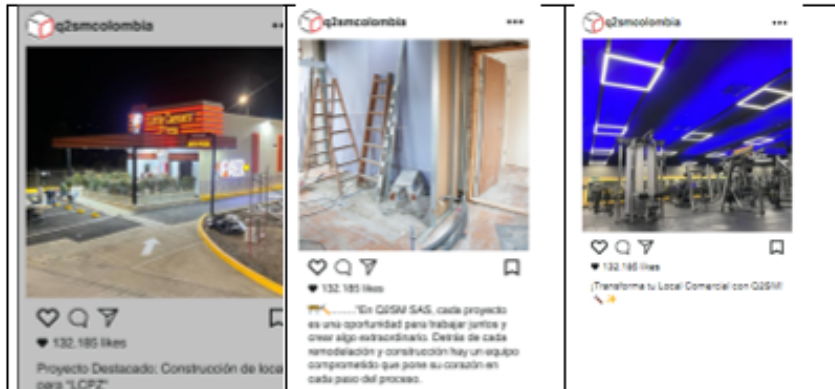 q2smcolombia
Little Caesars
Pizza
132.185 likes
Proyecto Destacado: Construcción de loca
para "LCPZ"
q2smcolombia
132.185 likes
"En Q2SM SAS, cada proyecto
es una oportunidad para trabajar juntos y
crear algo extraordinario. Detrás de cada
remodelación y construcción hay un equipo
comprometido que pone su corazón en
cada paso del proceso.
q2smcolombia
132.185 likes
¡Transforma tu Local Comercial con Q2SM!